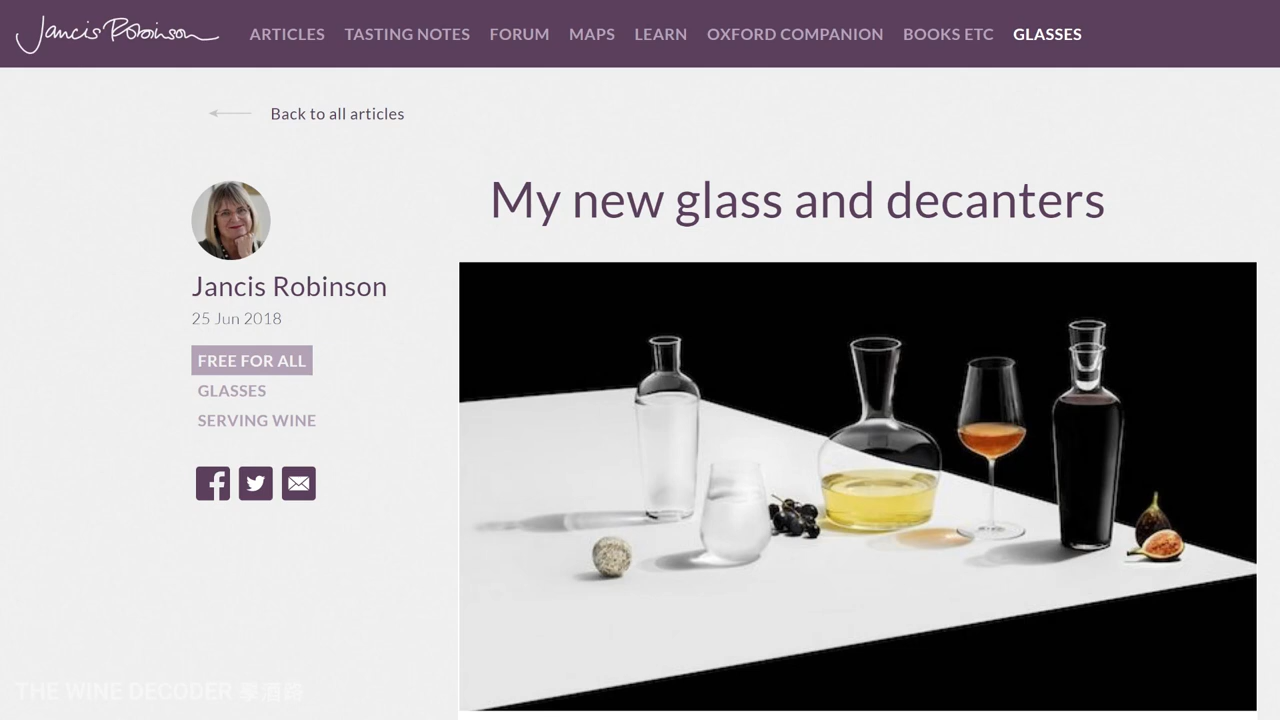 Jancis Robinson
ARTICLES TASTING NOTES FORUM MAPS LEARN OXFORD COMPANION BOOKS ETC GLASSES
Back to all articles
My new glass and decanters
Jancis Robinson
25 Jun 2018
FREE FOR ALL
GLASSES
SERVING WINE
THE WINE DECODER